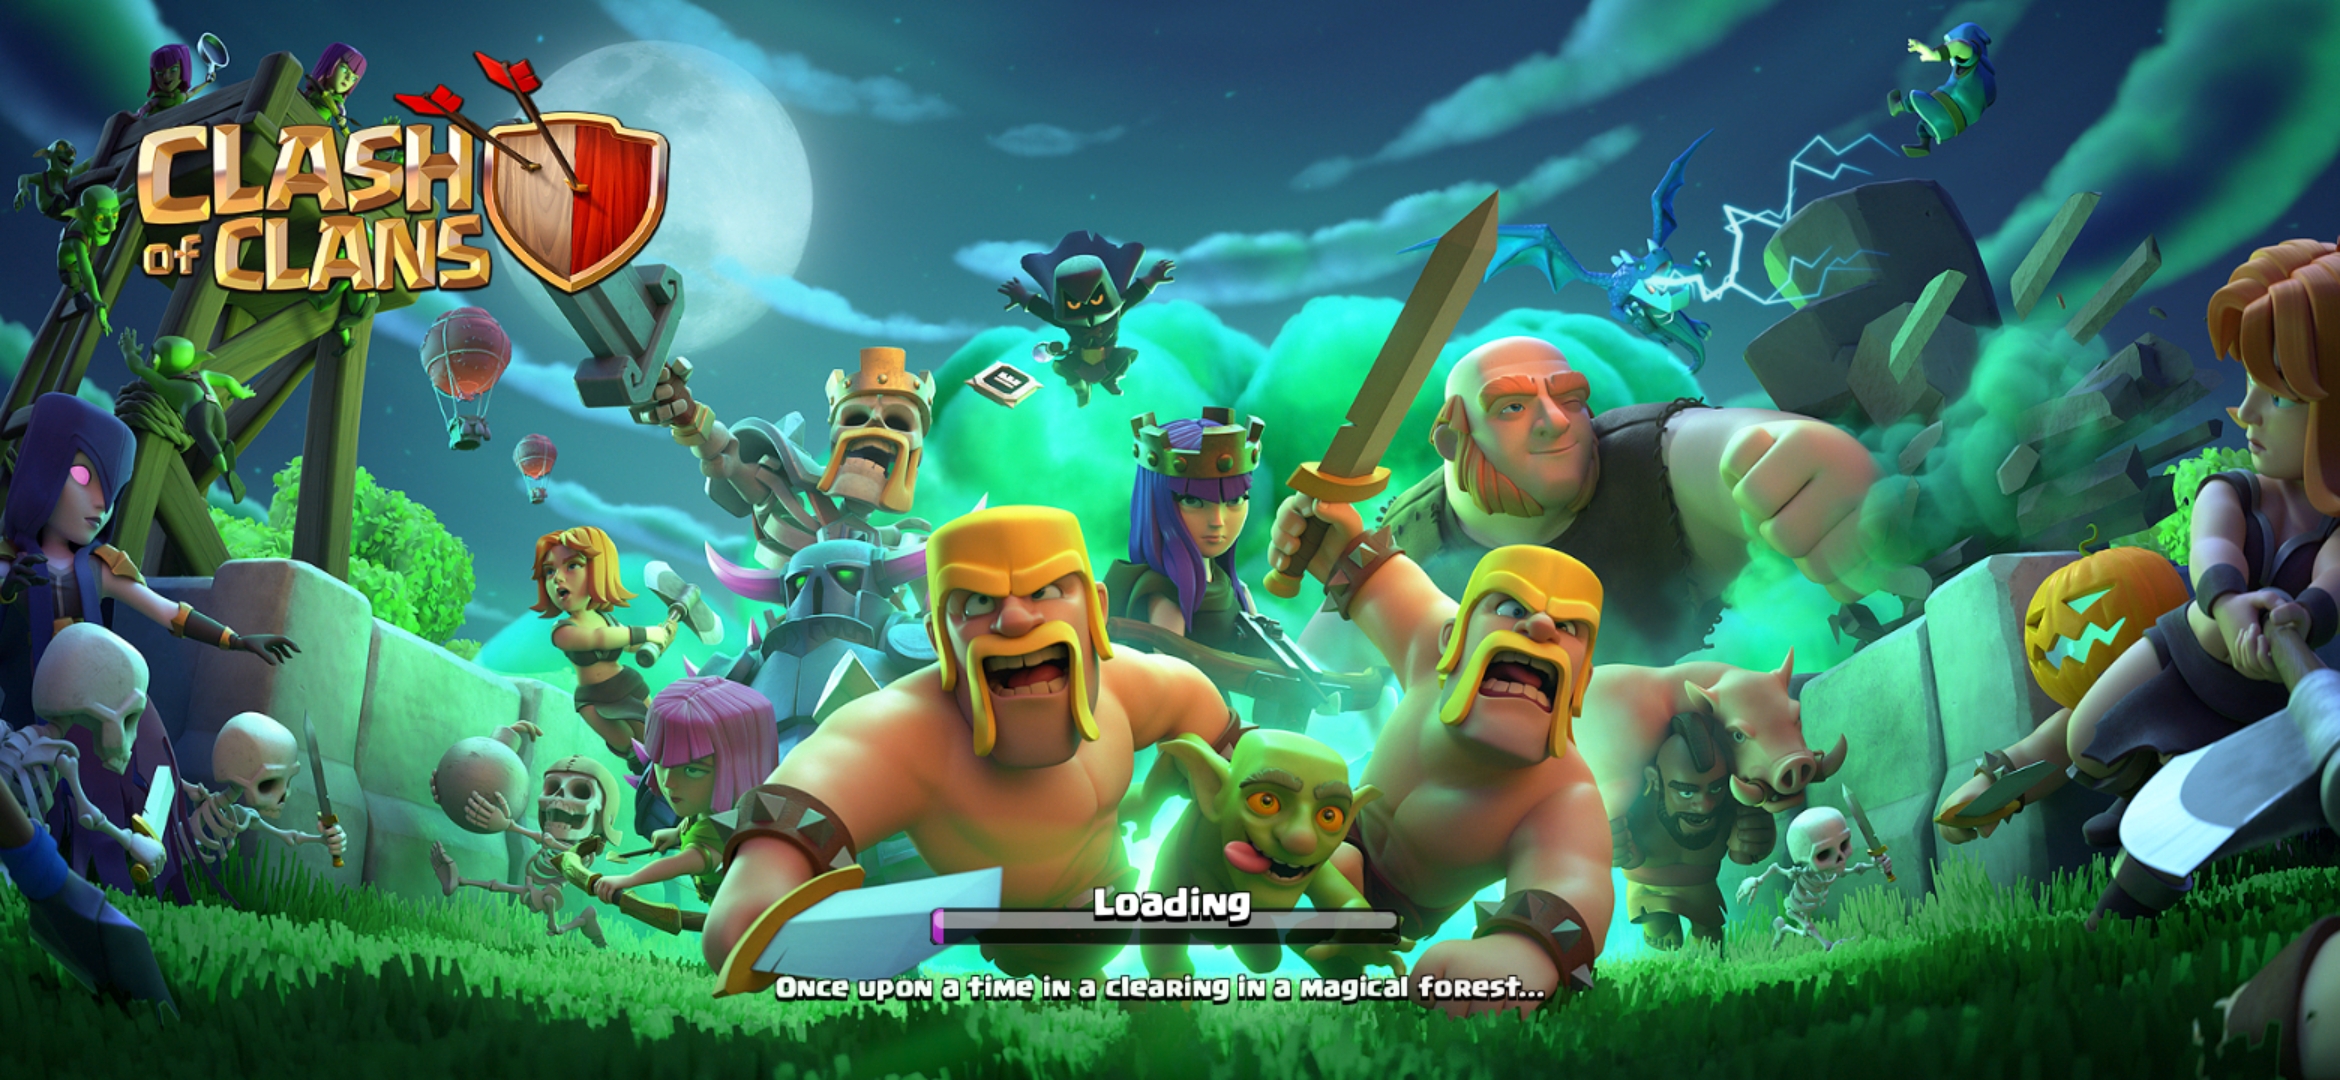 CLASH
OF CLANS
Loading
Once upon a time in a clearing in a magical forest...